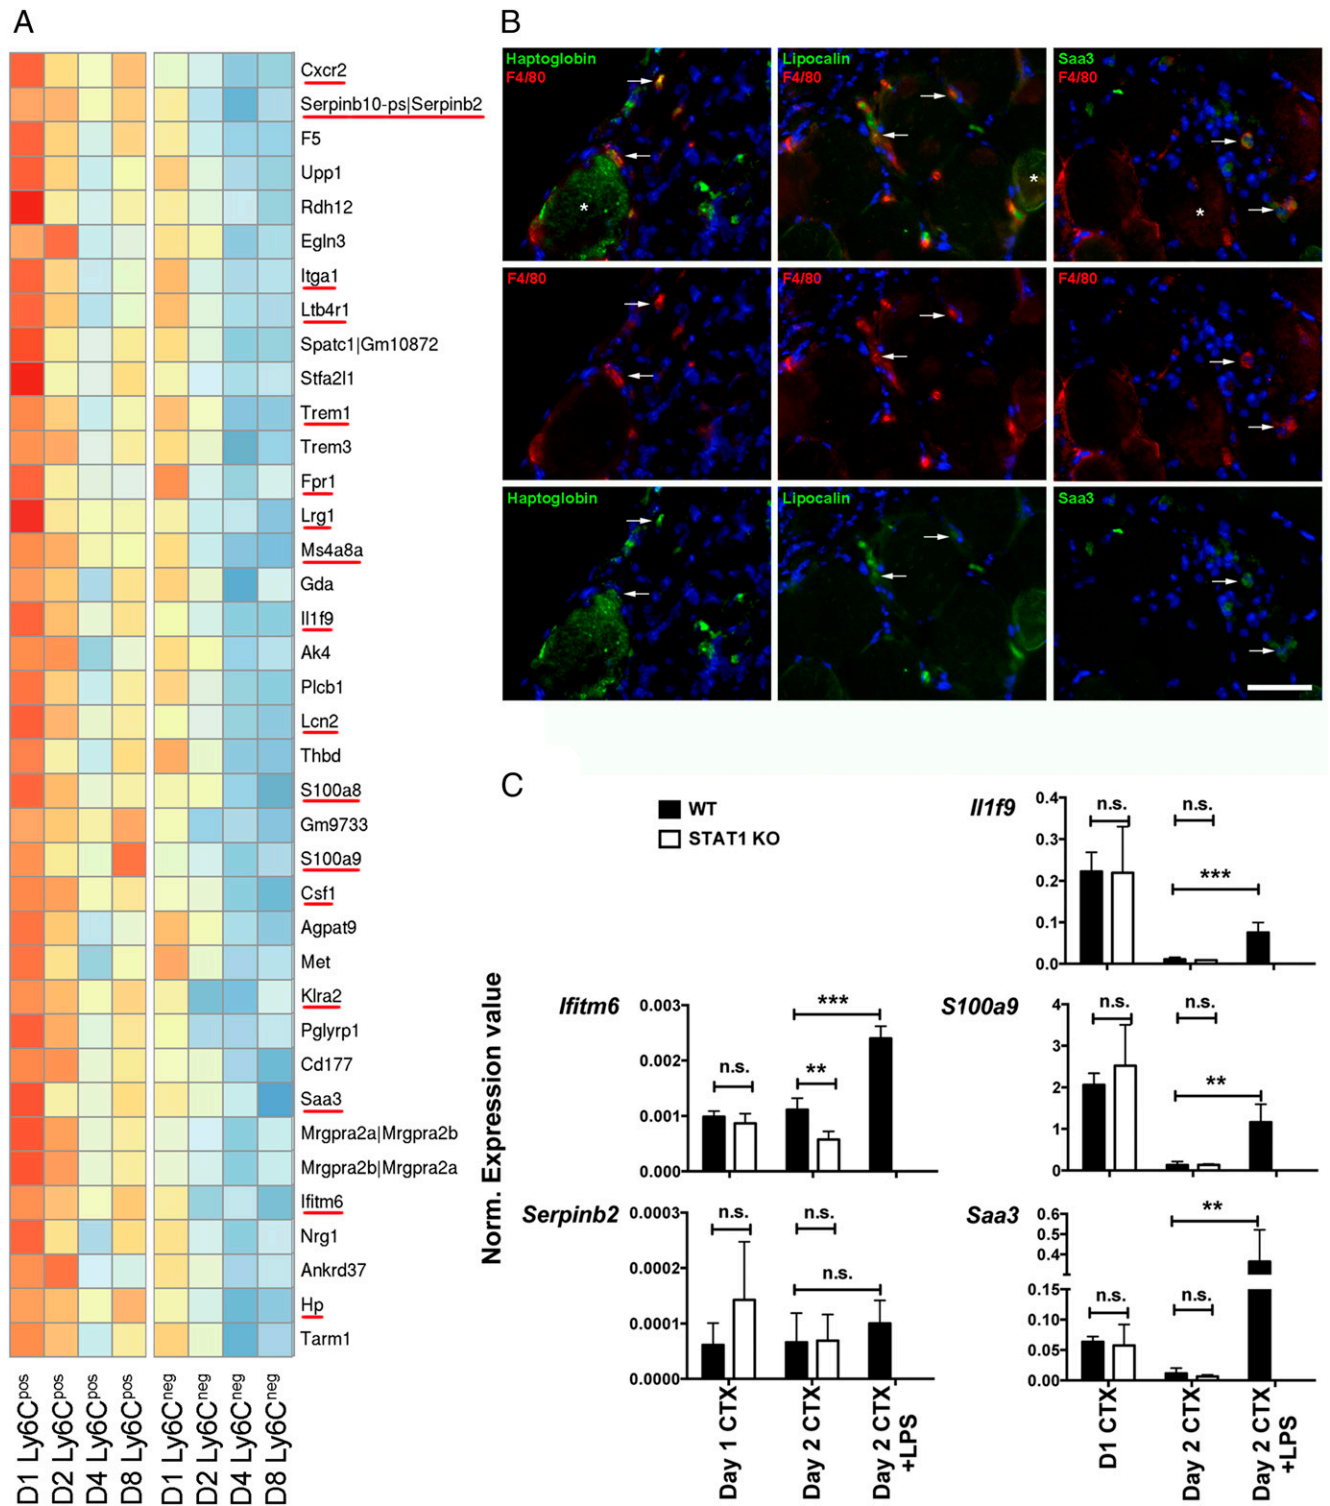 A
Cxcr2
Serpinb10-ps|Serpinb2
F5
Upp1
Rdh12
Egln3
Itga1
Ltb4r1
Spatc1|Gm10872
Stfa2l1
Trem1
Trem3
Fpr1
Lrg1
Ms4a8a
Gda
Il1f9
Ak4
Plcb1
Lcn2
Thbd
S100a8
Gm9733
S100a9
Csf1
Agpat9
Met
Klra2
Pglyrp1
Cd177
Saa3
Mrgpra2a|Mrgpra2b
Mrgpra2b|Mrgpra2a
Ifitm6
Nrg1
Ankrd37
Hp
Tarm1
D1 Ly6Cpos
D2 Ly6Cpos
D4 Ly6Cpos
D8 Ly6Cpos
D1 Ly6Cneg
D2 Ly6Cneg
D4 Ly6Cneg
D8 Ly6Cneg
B
Haptoglobin
F4/80
*
Lipocalin
F4/80
*
Saa3
F4/80
*
F4/80
F4/80
F4/80
Haptoglobin
Lipocalin
Saa3
C
WT
STAT1 KO
Norm. Expression value
Il1f9
0.4
0.3
0.2
0.1
0.0
n.s.
n.s.
***
Ifitm6
0.003
0.002
0.001
0.000
n.s.
**
***
S100a9
4
3
2
1
0
n.s.
n.s.
**
Serpinb2
0.0003
0.0002
0.0001
0.0000
n.s.
n.s.
n.s.
Day 1 CTX
Day 2 CTX
Day 2 CTX
+LPS
Saa3
0.6
0.5
0.4
0.15
0.10
0.05
0.00
n.s.
n.s.
**
D1 CTX
Day 2 CTX
Day 2 CTX
+LPS